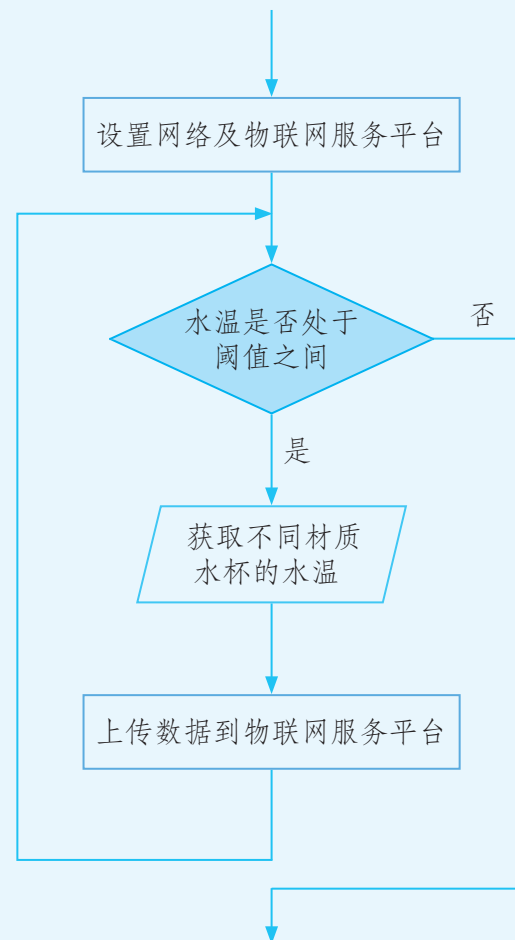 设置网络及物联网服务平台
水温是否处于
阈值之间
否
是
获取不同材质
水杯的水温
上传数据到物联网服务平台